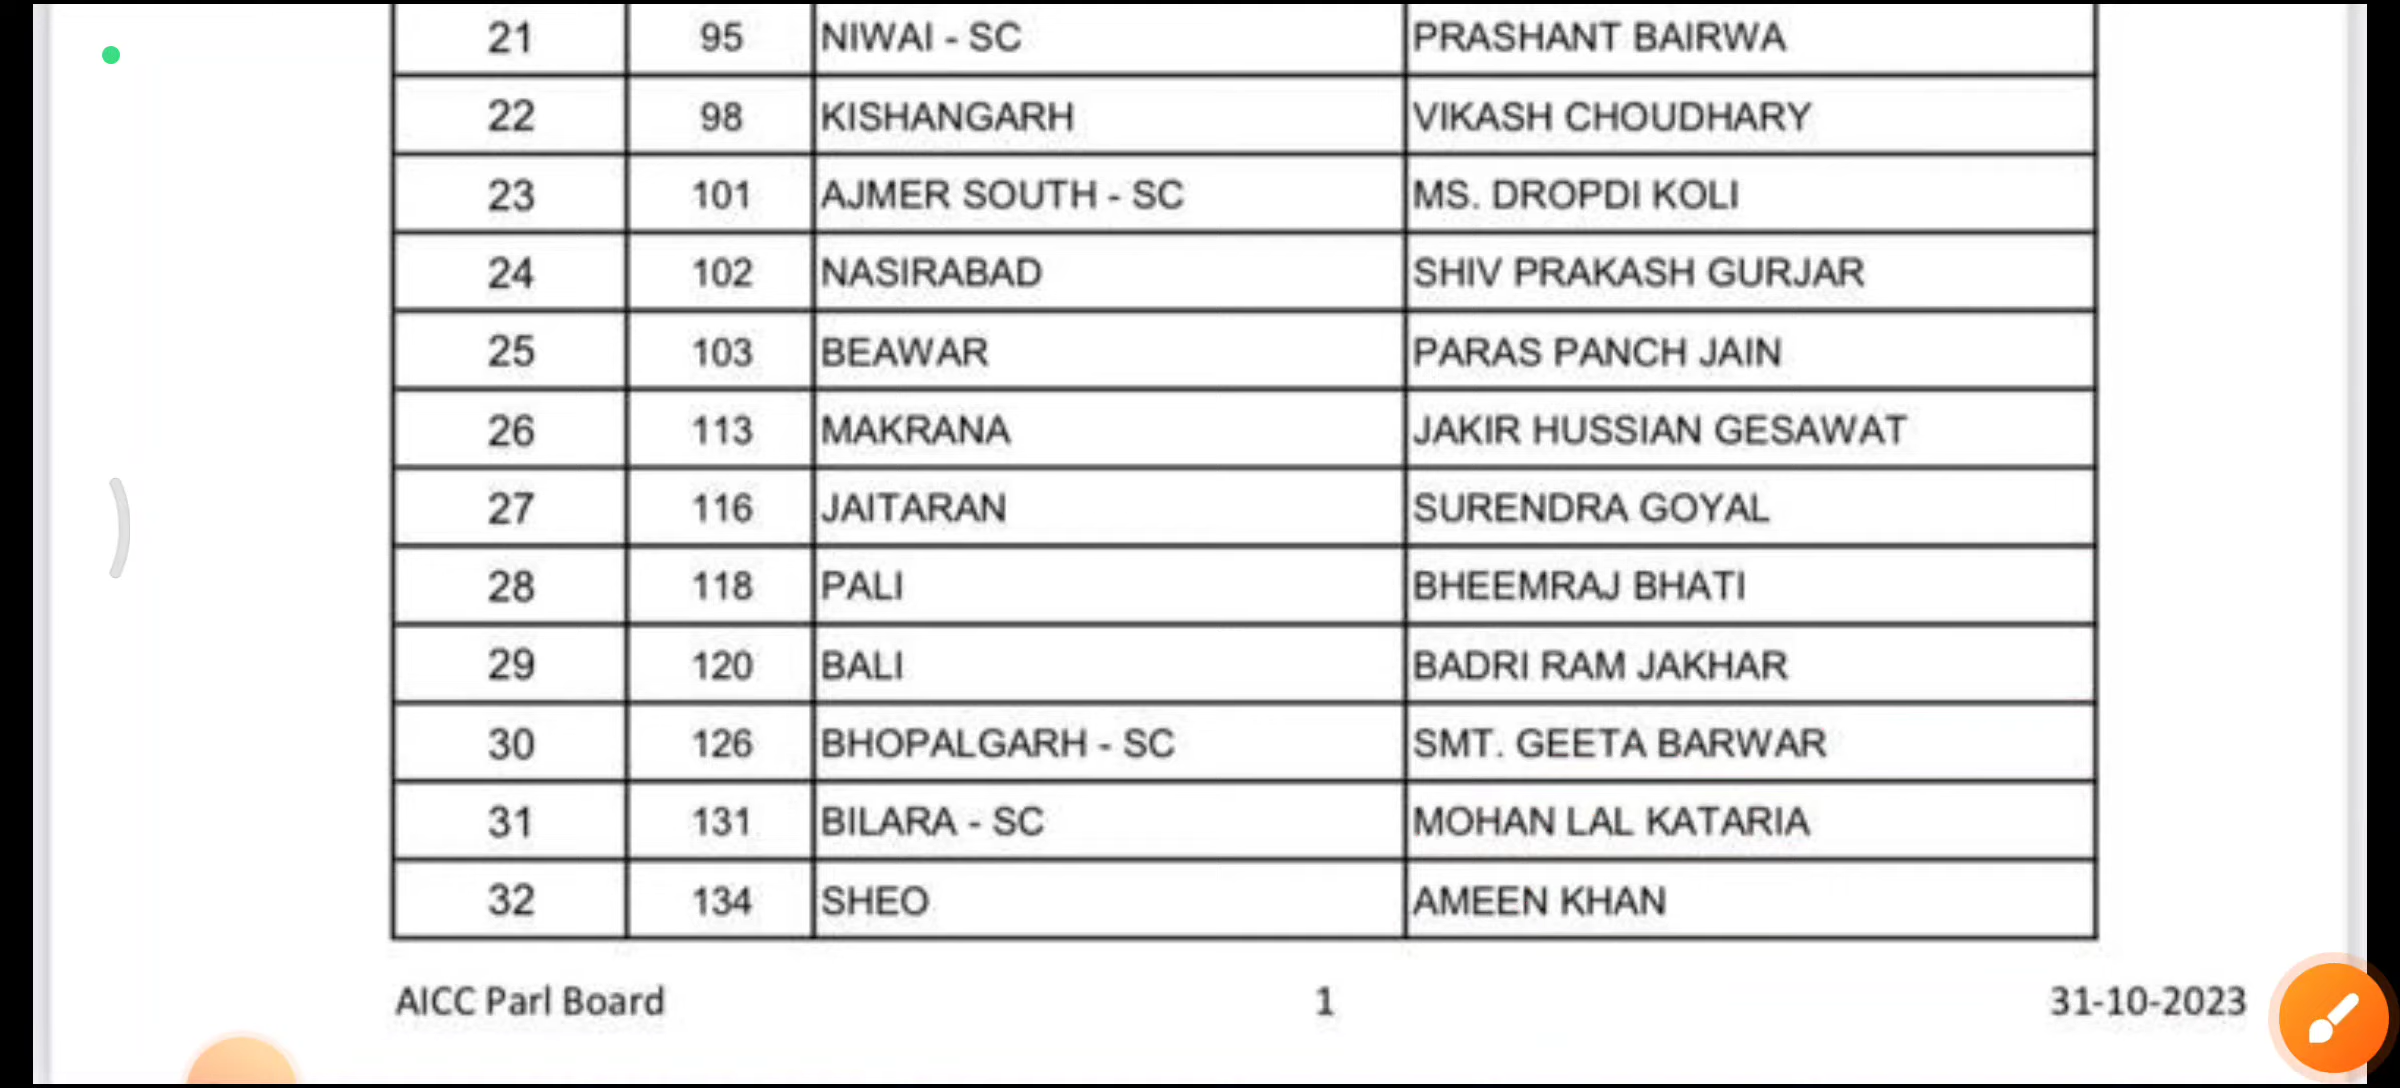 21 95 NIWAI - SC PRASHANT BAIRWA
22 98 KISHANGARH VIKASH CHOUDHARY
23 101 AJMER SOUTH - SC MS. DROPDI KOLI
24 102 NASIRABAD SHIV PRAKASH GURJAR
25 103 BEAWAR PARAS PANCH JAIN
26 113 MAKRANA JAKIR HUSSIAN GESAWAT
27 116 JAITARAN SURENDRA GOYAL
28 118 PALI BHEEMRAJ BHATI
29 120 BALI BADRI RAM JAKHAR
30 126 BHOPALGARH - SC SMT. GEETA BARWAR
31 131 BILARA - SC MOHAN LAL KATARIA
32 134 SHEO AMEEN KHAN
AICC Parl Board 1 31-10-2023